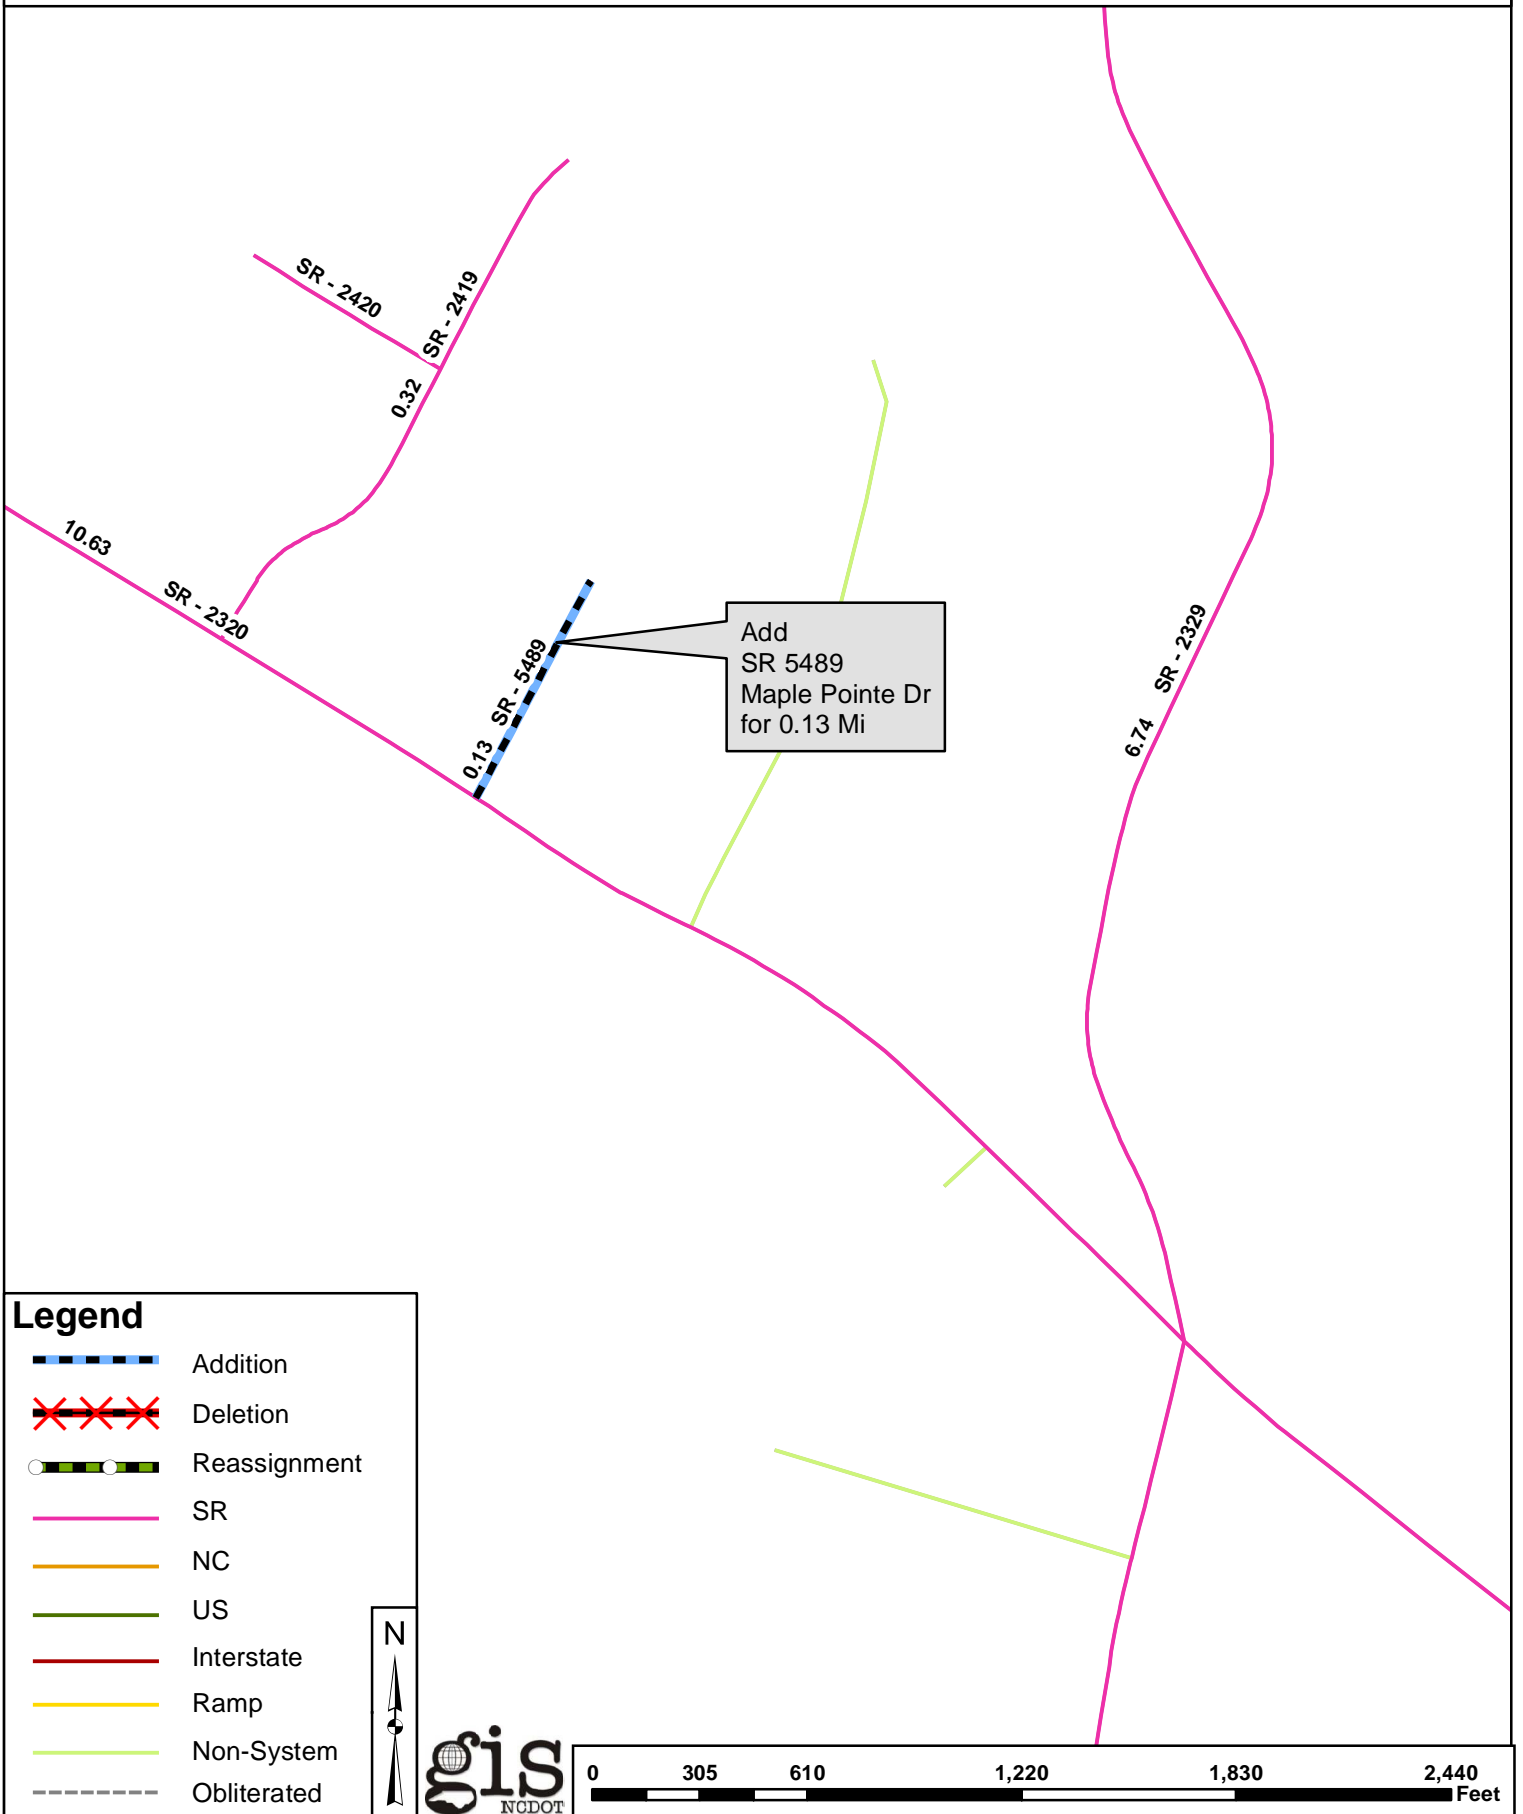 SR - 2420
SR - 2419
0.32
10.63
SR - 2320
SR - 5489
0.13
Add
SR 5489
Maple Pointe Dr
for 0.13 Mi
SR - 2329
6.74
Legend
Addition
Deletion
Reassignment
SR
NC
US
Interstate
Ramp
Non-System
Obliterated
N
gis
NCDOT
0 305 610 1,220 1,830 2,440
Feet